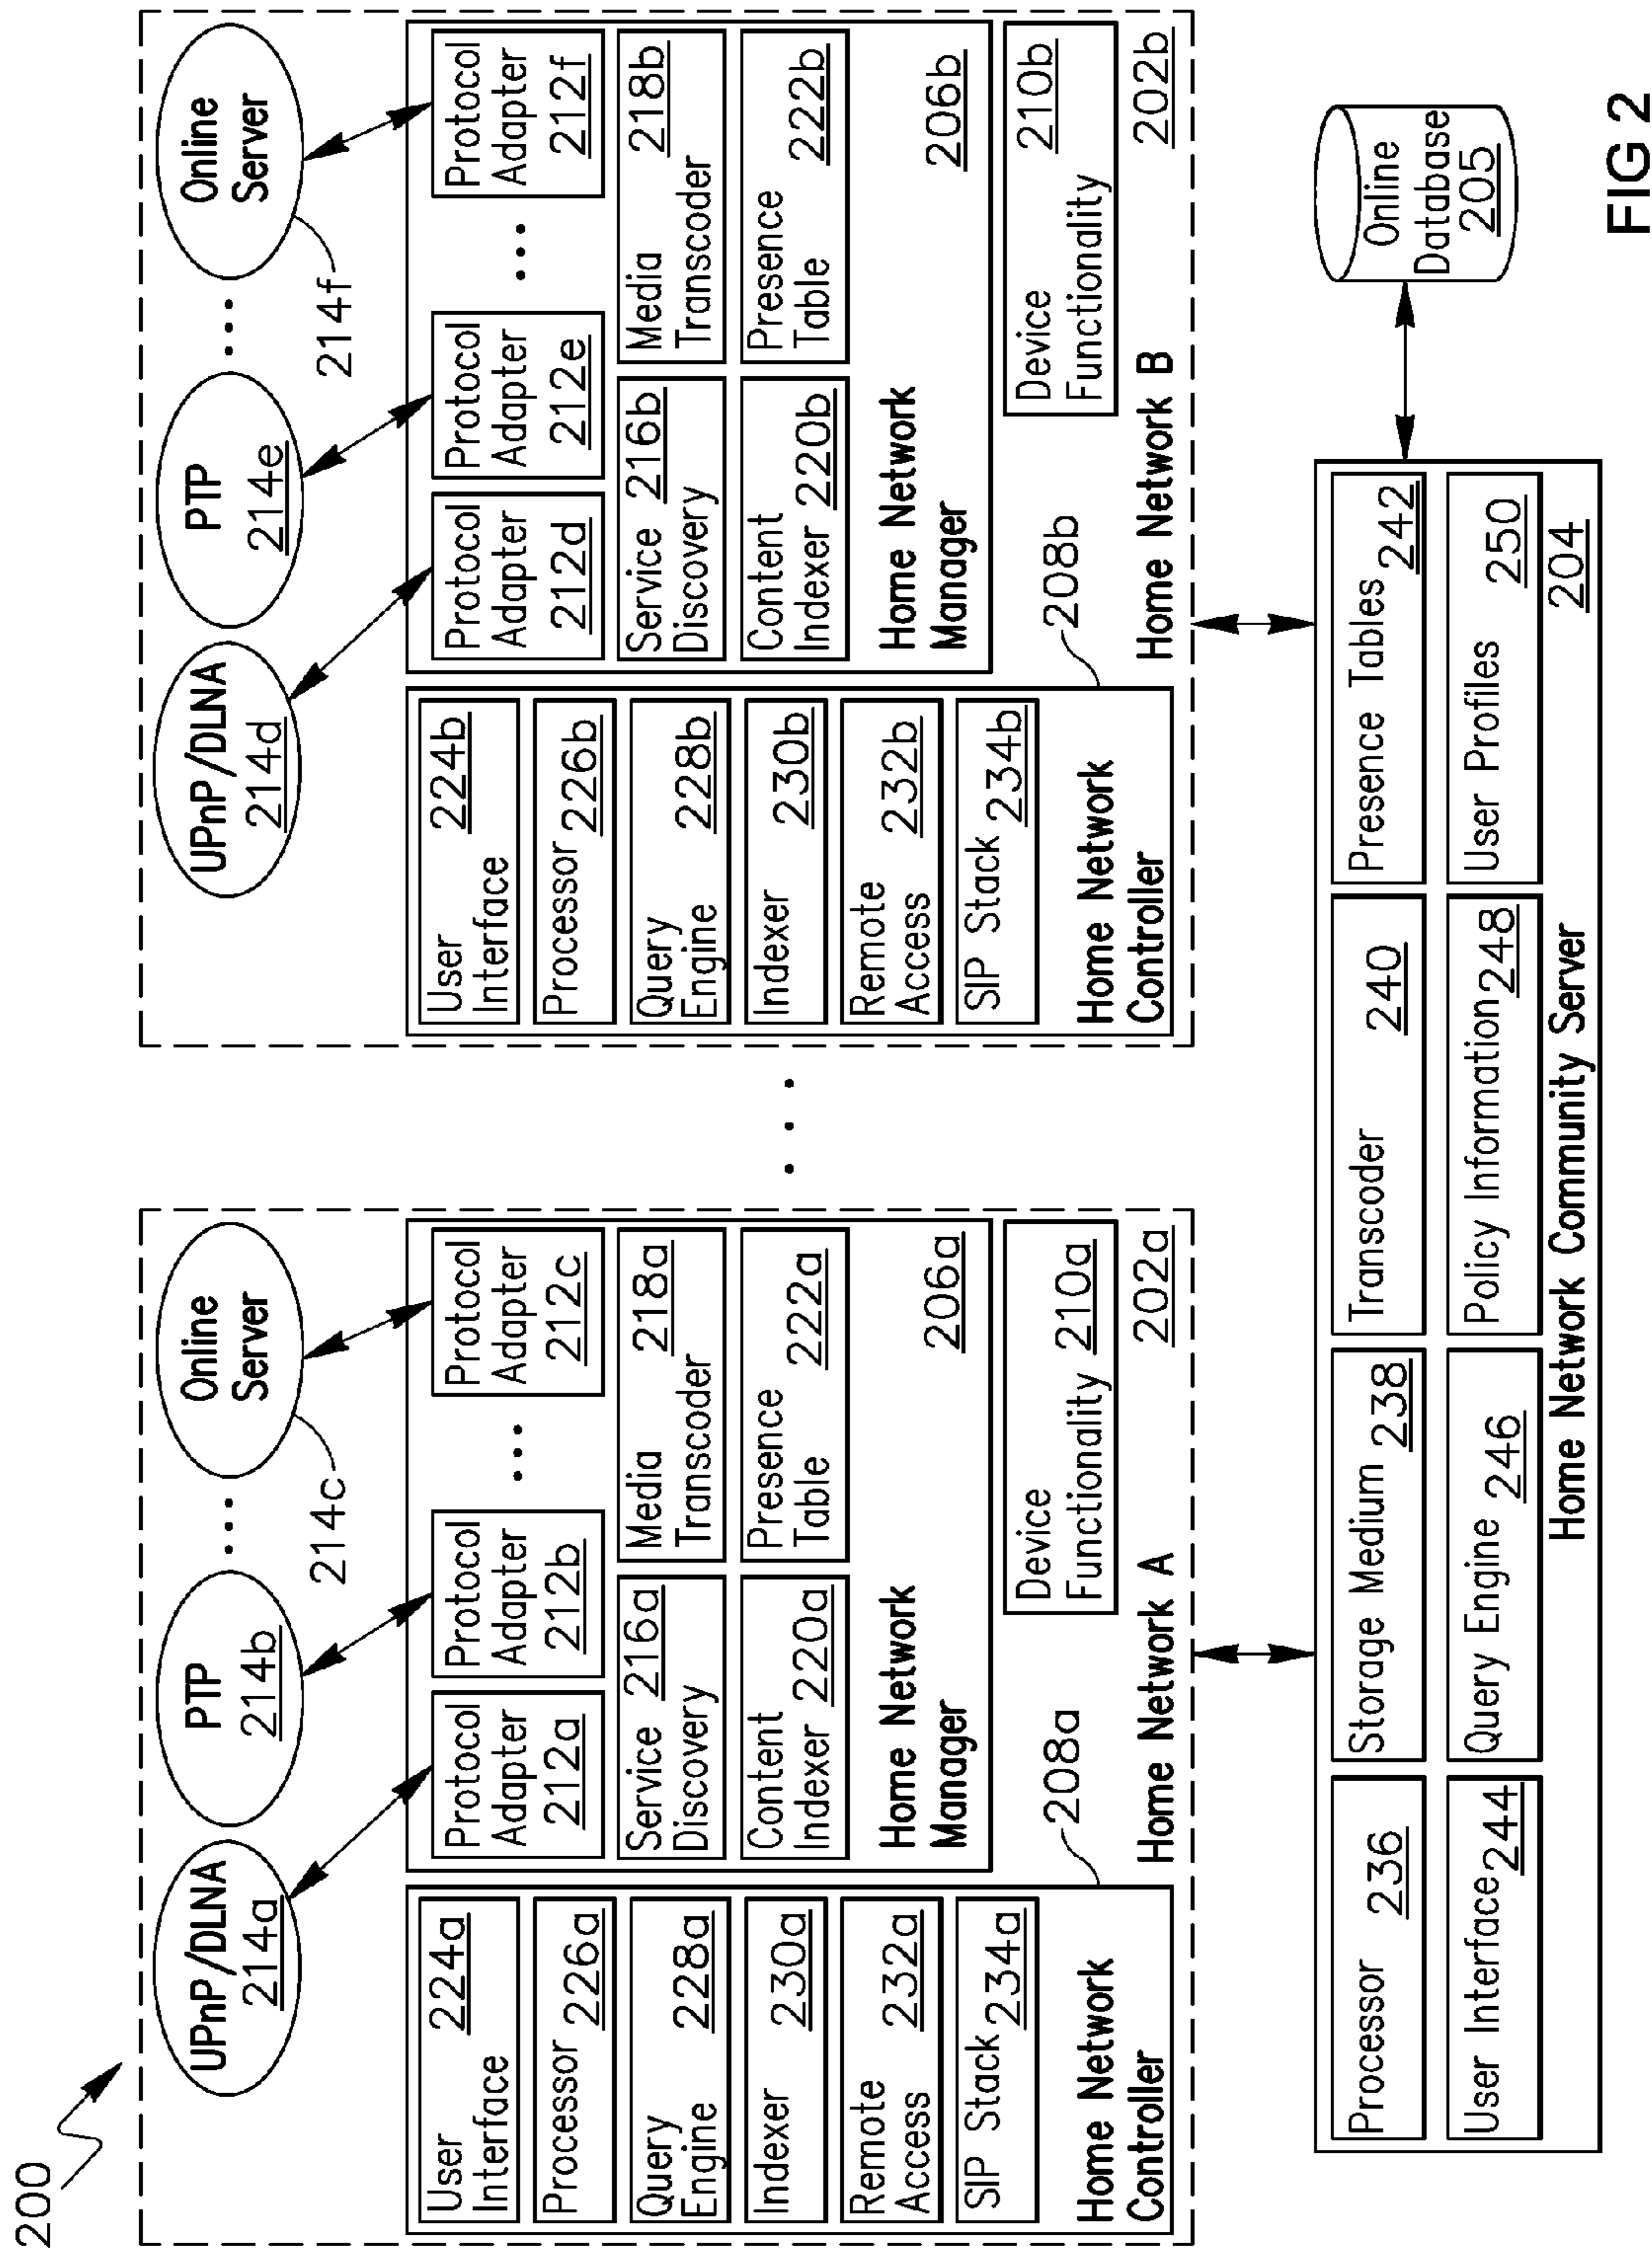 200
UPnP/DLNA
214a
PTP
214b
...
Online
Server
214c
User
Interface
224a
Processor 226a
Query
Engine
228a
Indexer
230a
Remote
Access
232a
SIP Stack 234a
Home Network
Controller
208a
Protocol
Adapter
212a
Protocol
Adapter
212b
...
Protocol
Adapter
212c
Service 216a
Discovery
Media
Transcoder
218a
Content
Indexer 220a
Presence
Table
222a
Home Network
Manager
206a
Device
Functionality 210a
Home Network A
202a
...
UPnP/DLNA
214d
PTP
214e
...
Online
Server
214f
User
Interface
224b
Processor 226b
Query
Engine
228b
Indexer
230b
Remote
Access
232b
SIP Stack 234b
Home Network
Controller
208b
Protocol
Adapter
212d
Protocol
Adapter
212e
...
Protocol
Adapter
212f
Service 216b
Discovery
Media
Transcoder
218b
Content
Indexer 220b
Presence
Table
222b
Home Network
Manager
206b
Device
Functionality
210b
Home Network B
202b
Processor 236
Storage Medium 238
Transcoder 240
Presence Tables 242
User Interface 244
Query Engine 246
Policy Information 248
User Profiles 250
Home Network Community Server
204
Online
Database
205
FIG 2